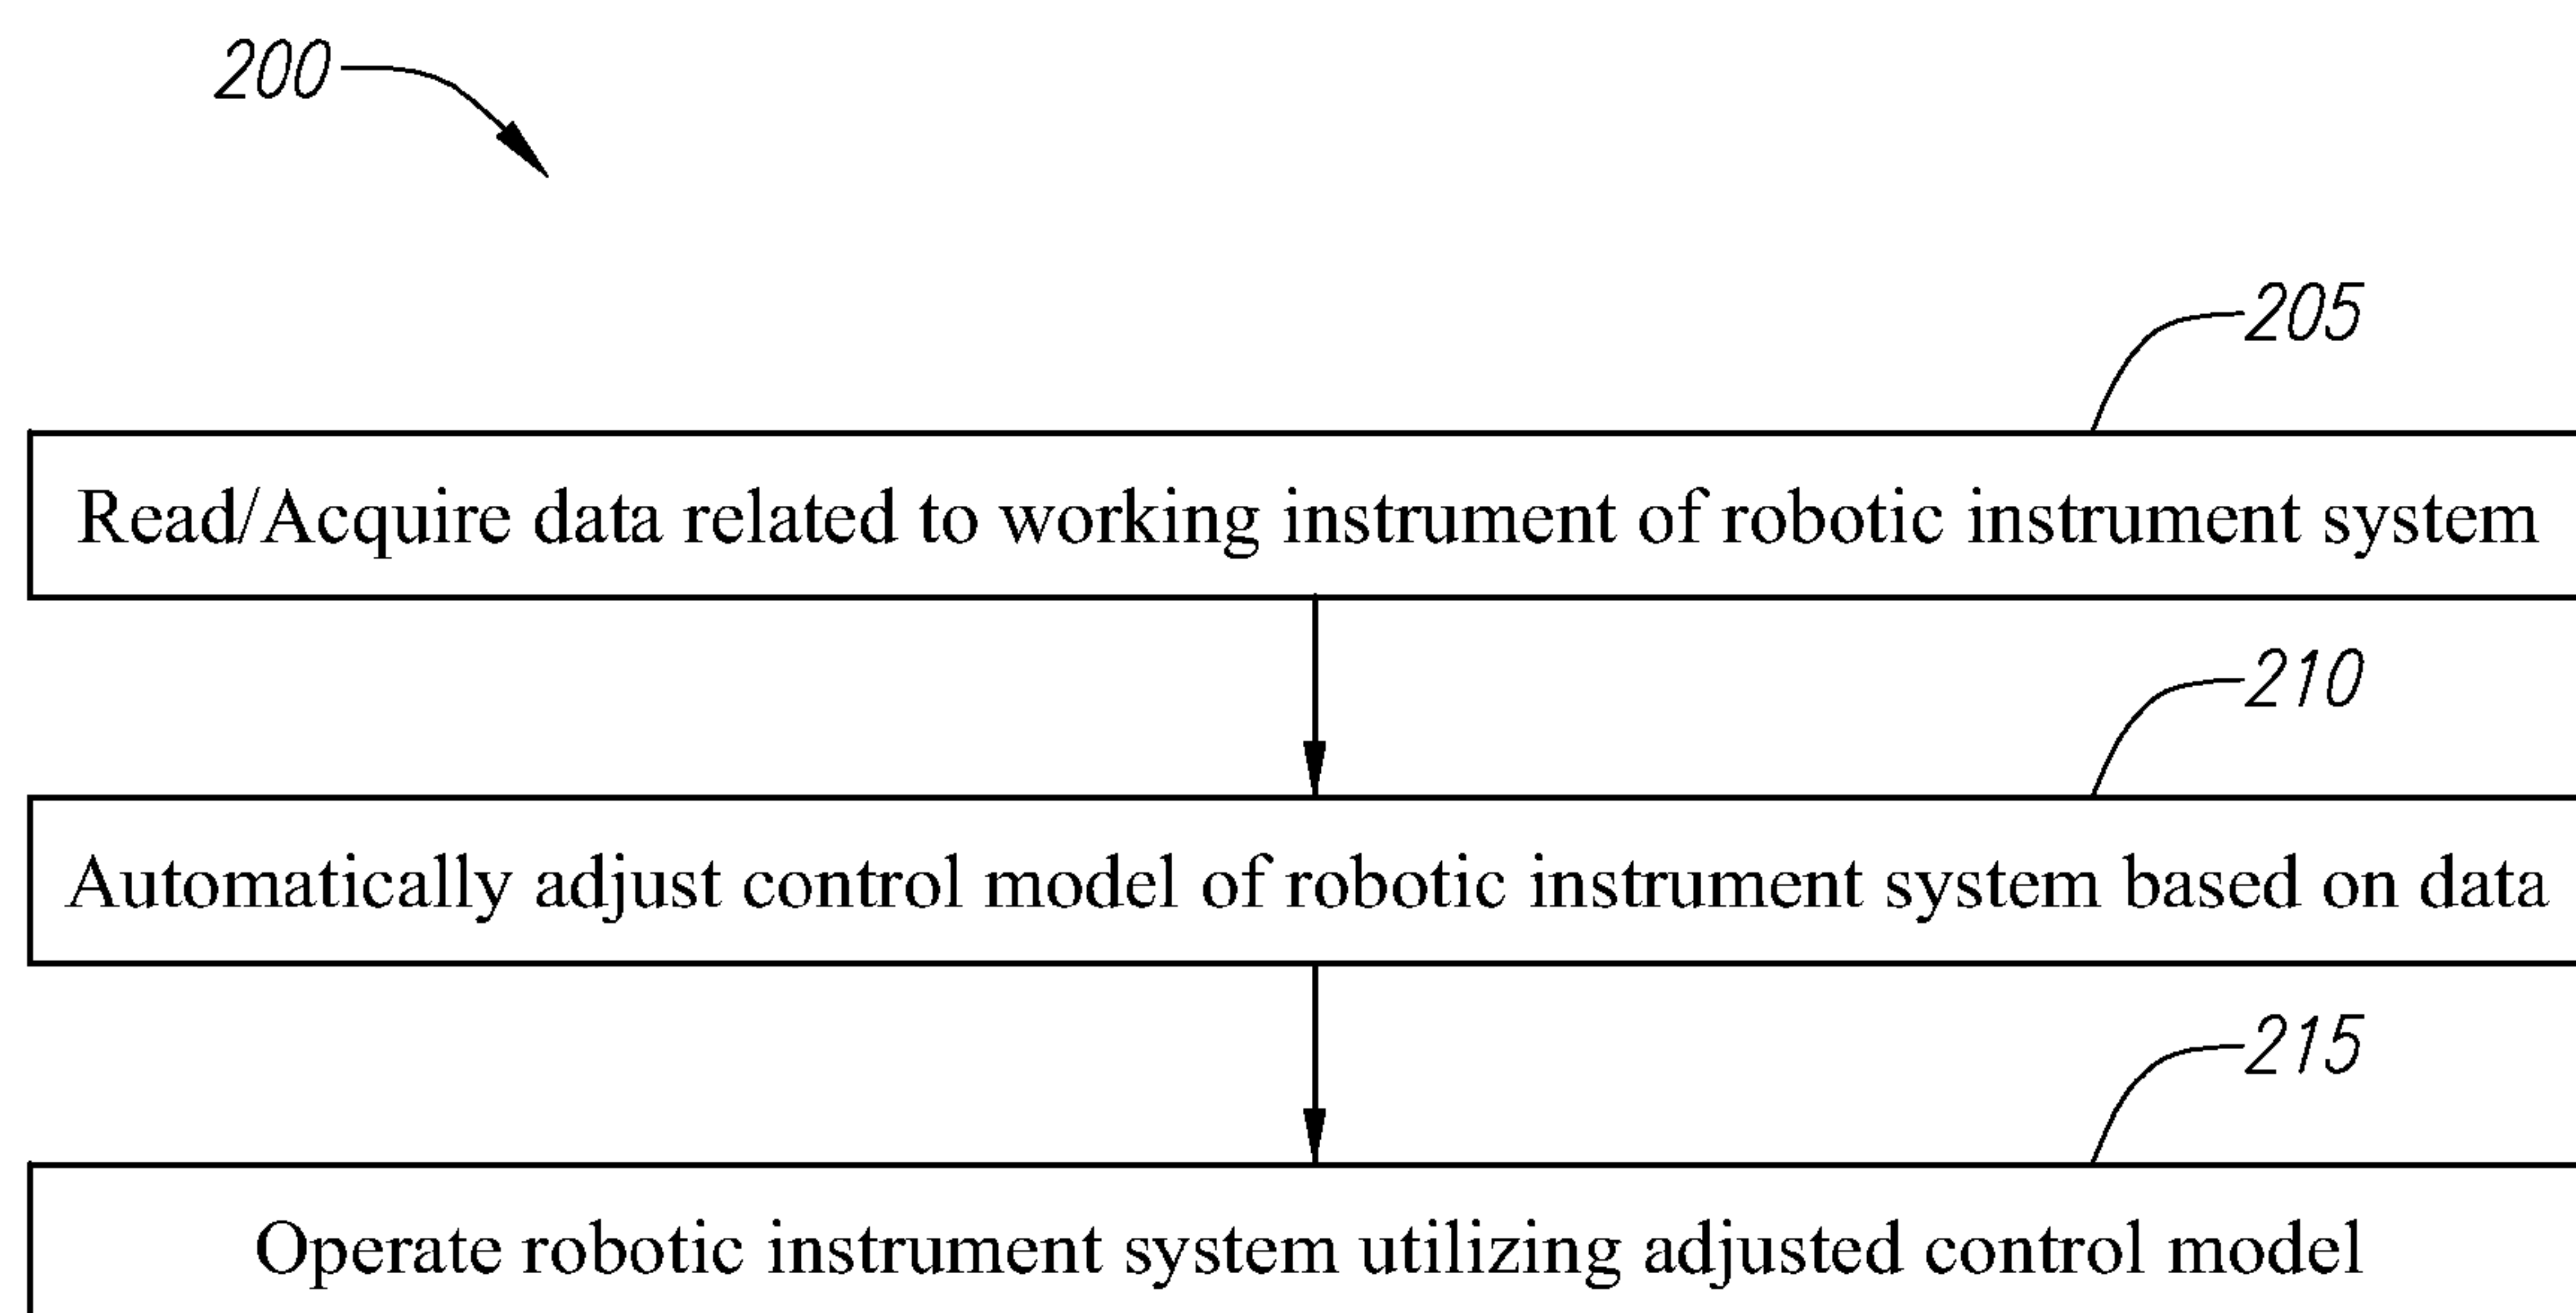 200
205
Read/Acquire data related to working instrument of robotic instrument system
210
Automatically adjust control model of robotic instrument system based on data
215
Operate robotic instrument system utilizing adjusted control model